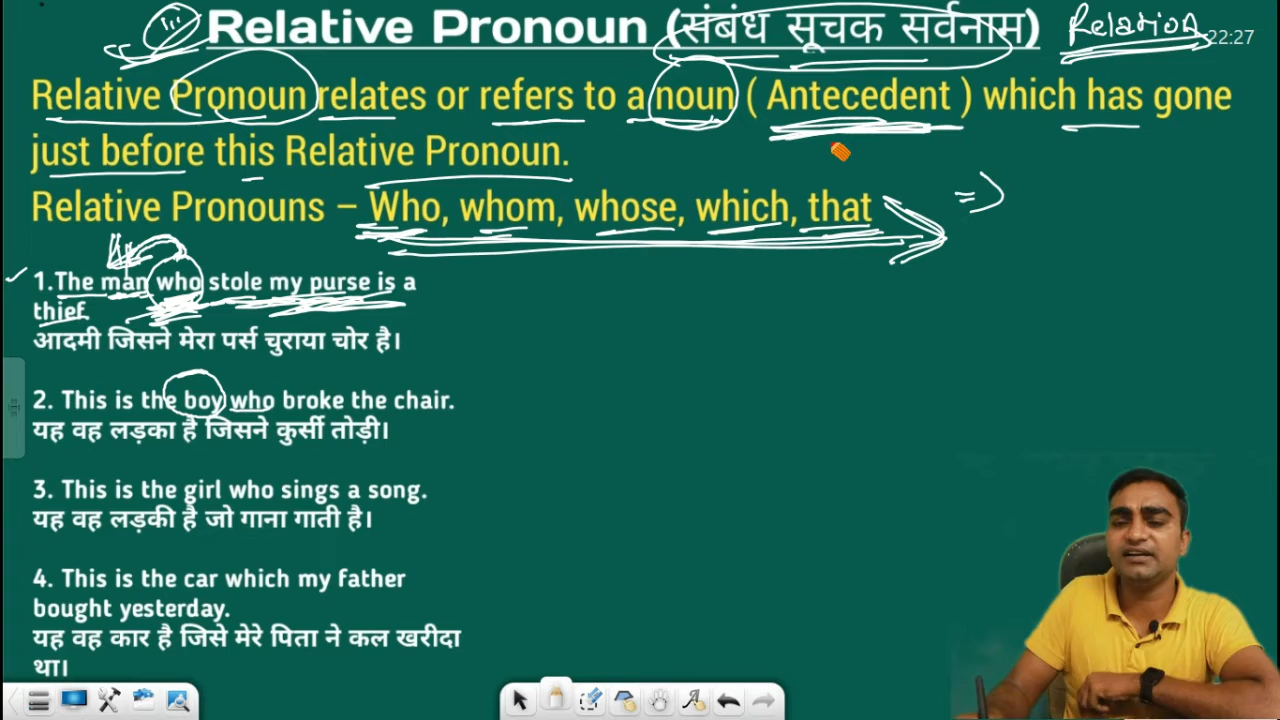 Relative Pronoun (संबंध सूचक सर्वनाम) Relation 22:27
Relative Pronoun relates or refers to a noun ( Antecedent ) which has gone
just before this Relative Pronoun.
Relative Pronouns – Who, whom, whose, which, that
1.The man who stole my purse is a
thief.
आदमी जिसने मेरा पर्स चुराया चोर है।
2. This is the boy who broke the chair.
यह वह लड़का है जिसने कुर्सी तोड़ी।
3. This is the girl who sings a song.
यह वह लड़की है जो गाना गाती है।
4. This is the car which my father
bought yesterday.
यह वह कार है जिसे मेरे पिता ने कल खरीदा
था।